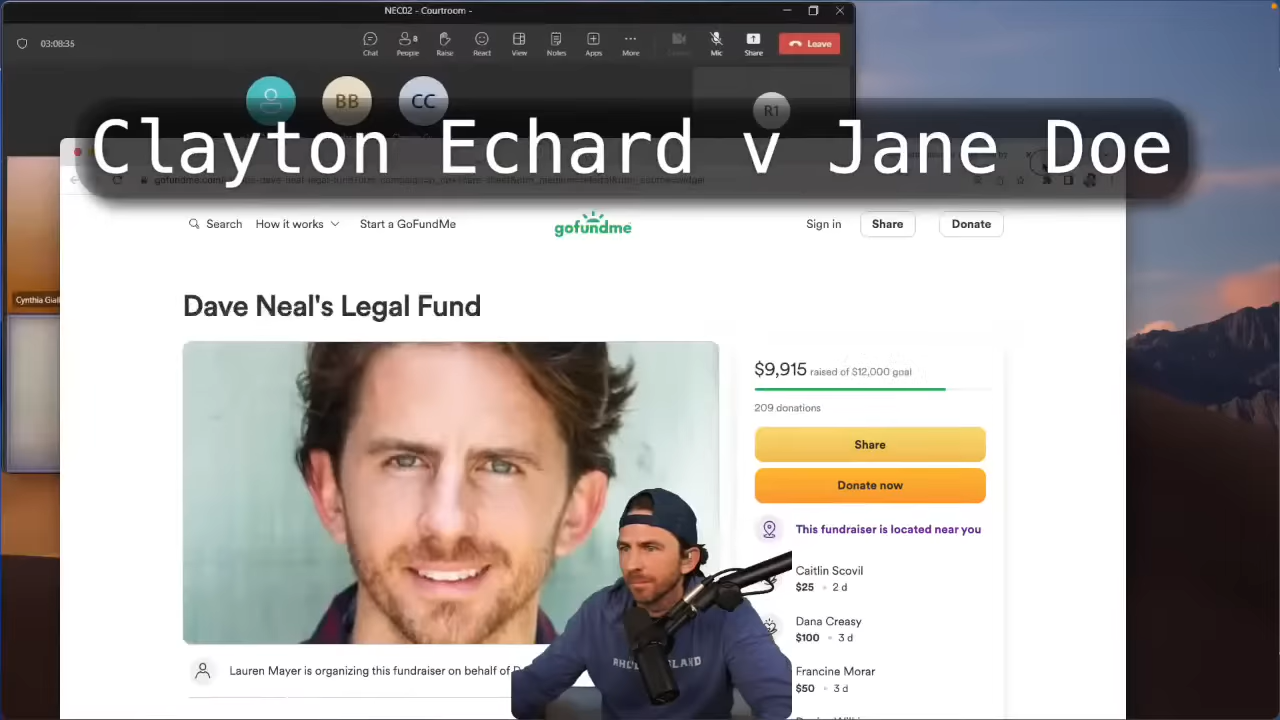 NEC02 - Courtroom -
03:08:35
Chat
People
8
Raise
React
View
Notes
Apps
More
Mic
Share
Leave
BB
CC
R1
Clayton Echard v Jane Doe
Search
How it works
Start a GoFundMe
gofundme
Sign in
Share
Donate
Cynthia
Dave Neal's Legal Fund
$9,915 raised of $12,000 goal
209 donations
Share
Donate now
This fundraiser is located near you
Caitlin Scovil
$25 • 2 d
Dana Creasy
$100 • 3 d
Francine Morar
$50 • 3 d
Lauren Mayer is organizing this fundraiser on behalf of